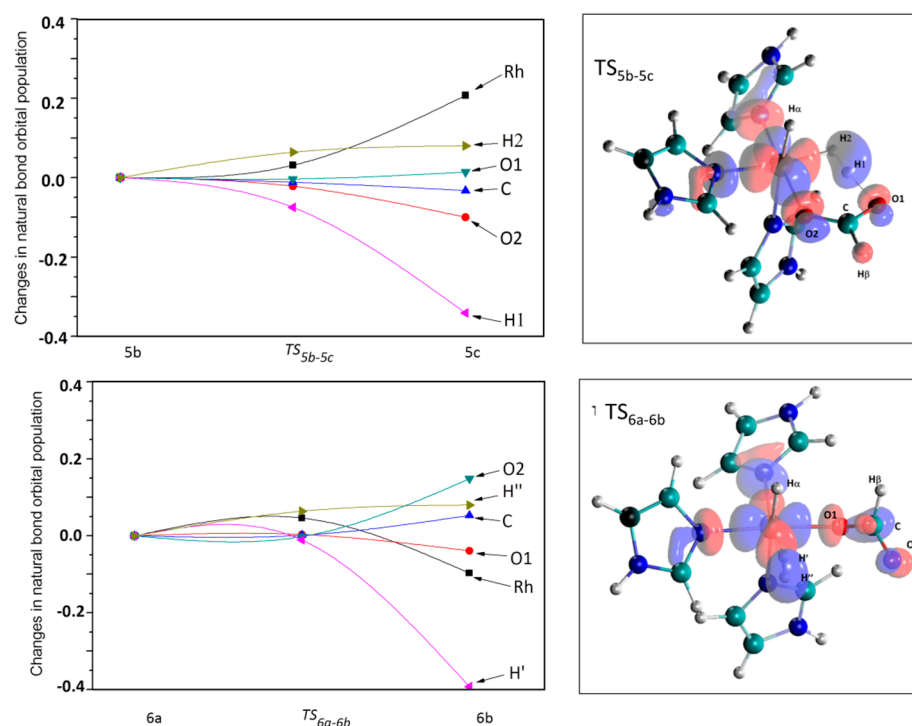 Changes in natural bond orbital population
0.4
0.2
0.0
-0.2
-0.4
Rh
H2
O1
C
O2
H1
5b
TS5b-5c
5c
TS5b-5c
Hα
H2
H1
O1
C
O2
Hβ
Changes in natural bond orbital population
0.4
0.2
0.0
-0.2
-0.4
O2
H''
C
O1
Rh
H'
6a
TS6a-6b
6b
TS6a-6b
Hα
Hβ
O1
C
H'
H''